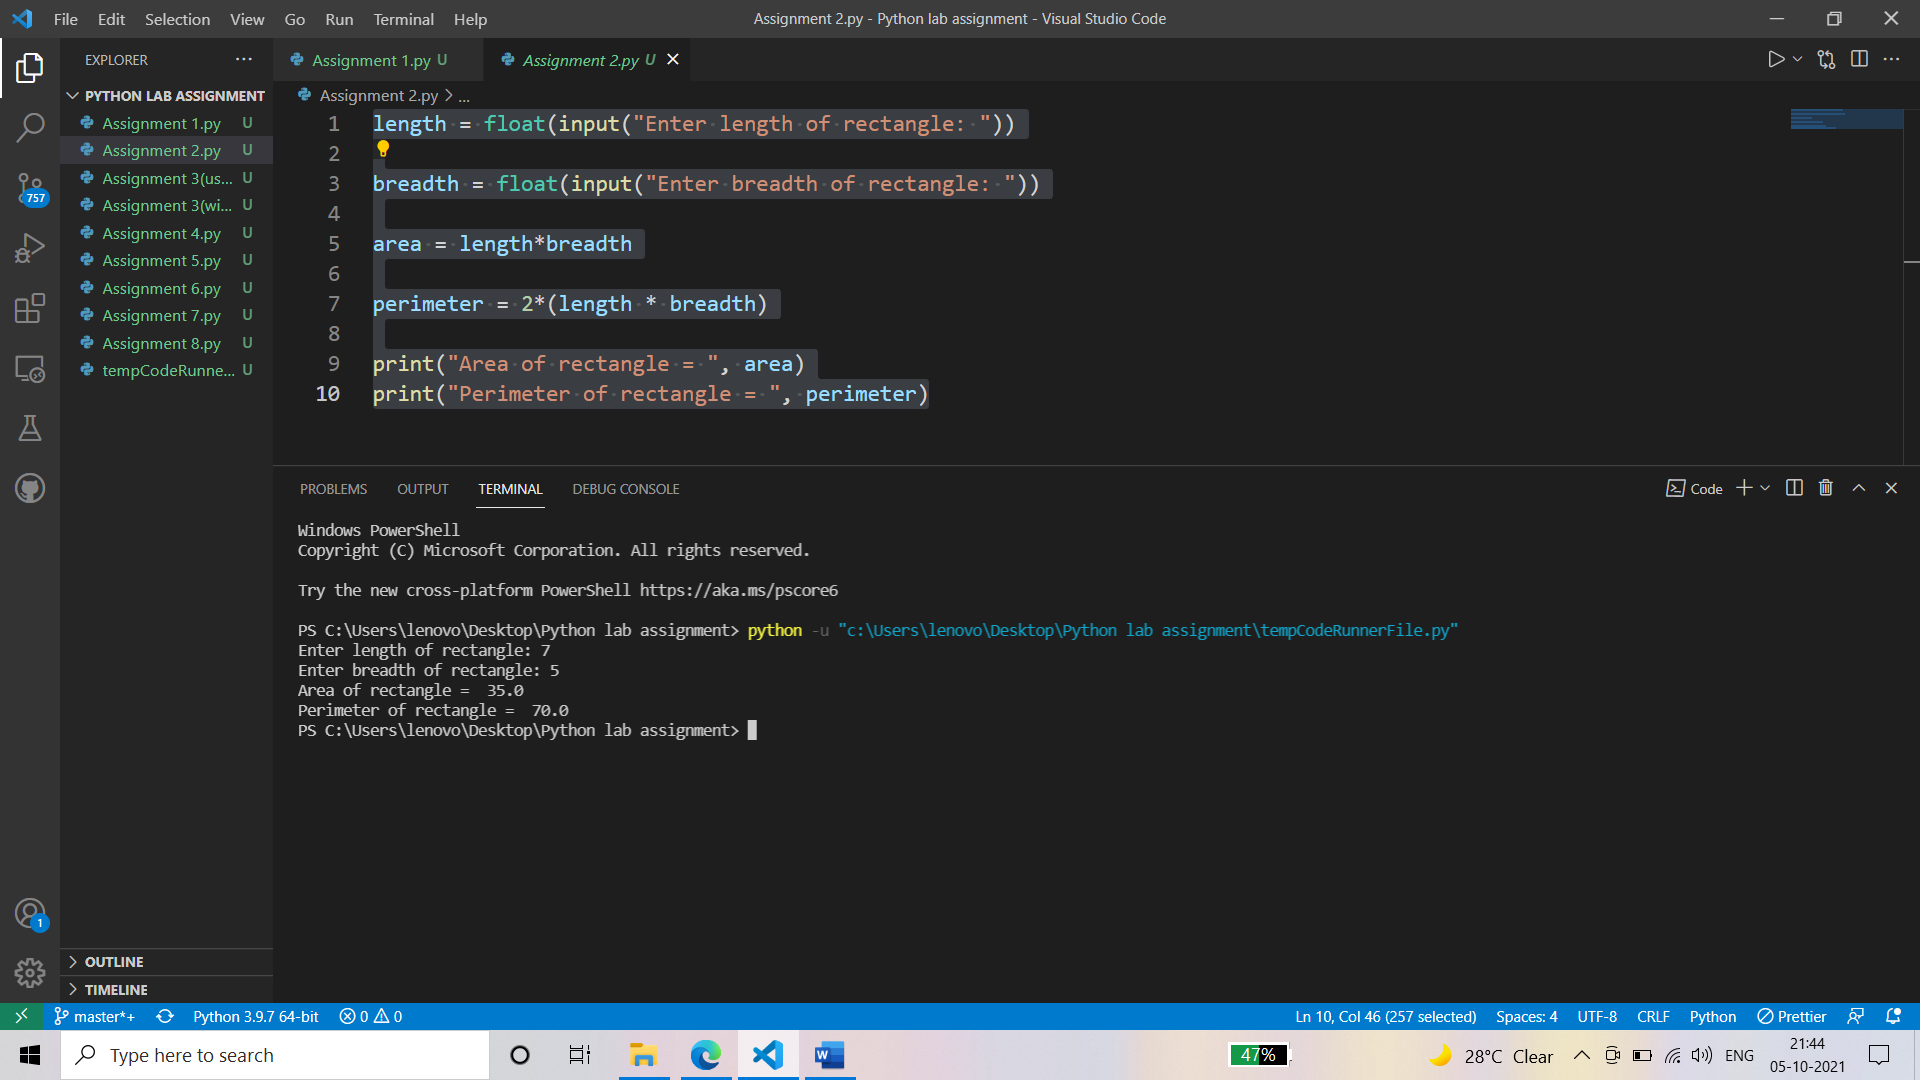 File Edit Selection View Go Run Terminal Help
Assignment 2.py - Python lab assignment - Visual Studio Code
EXPLORER
PYTHON LAB ASSIGNMENT
Assignment 1.py U
Assignment 2.py U
Assignment 3(us... U
Assignment 3(wi... U
Assignment 4.py U
Assignment 5.py U
Assignment 6.py U
Assignment 7.py U
Assignment 8.py U
tempCodeRunne... U
757
1
OUTLINE
TIMELINE
Assignment 1.py U
Assignment 2.py U
Assignment 2.py > ...
1 length = float(input("Enter length of rectangle: "))
2
3 breadth = float(input("Enter breadth of rectangle: "))
4
5 area = length*breadth
6
7 perimeter = 2*(length * breadth)
8
9 print("Area of rectangle = ", area)
10 print("Perimeter of rectangle = ", perimeter)
PROBLEMS OUTPUT TERMINAL DEBUG CONSOLE
Code
Windows PowerShell
Copyright (C) Microsoft Corporation. All rights reserved.
Try the new cross-platform PowerShell https://aka.ms/pscore6
PS C:\Users\lenovo\Desktop\Python lab assignment> python -u "c:\Users\lenovo\Desktop\Python lab assignment\tempCodeRunnerFile.py"
Enter length of rectangle: 7
Enter breadth of rectangle: 5
Area of rectangle =  35.0
Perimeter of rectangle =  70.0
PS C:\Users\lenovo\Desktop\Python lab assignment>
master*+ Python 3.9.7 64-bit 0 0
Ln 10, Col 46 (257 selected) Spaces: 4 UTF-8 CRLF Python Prettier
Type here to search
47%
28°C Clear
ENG
21:44
05-10-2021